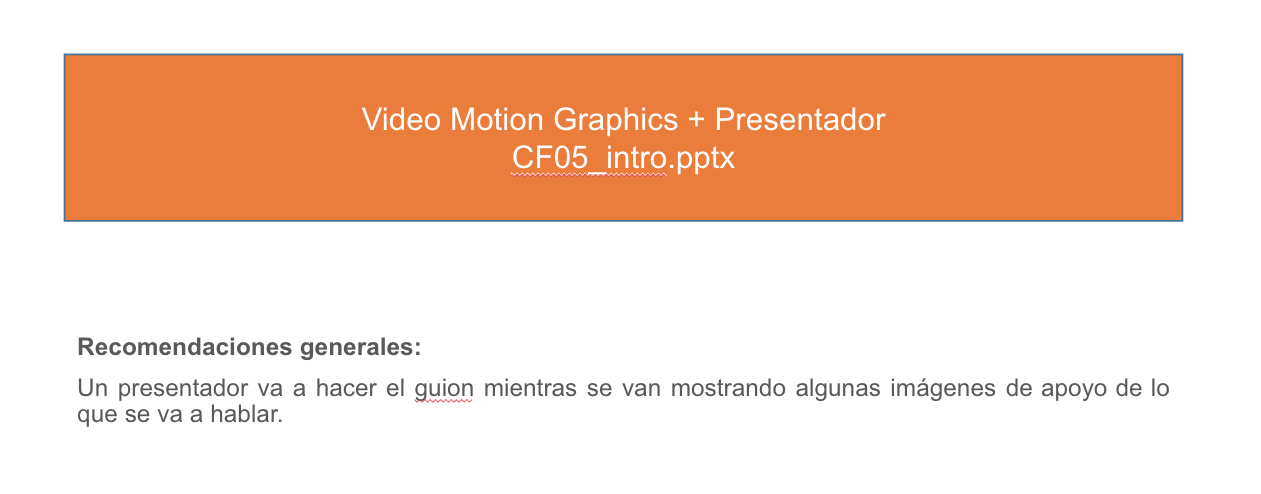 Video Motion Graphics + Presentador
CF05_intro.pptx
Recomendaciones generales:
Un presentador va a hacer el guion mientras se van mostrando algunas imágenes de apoyo de lo
que se va a hablar.